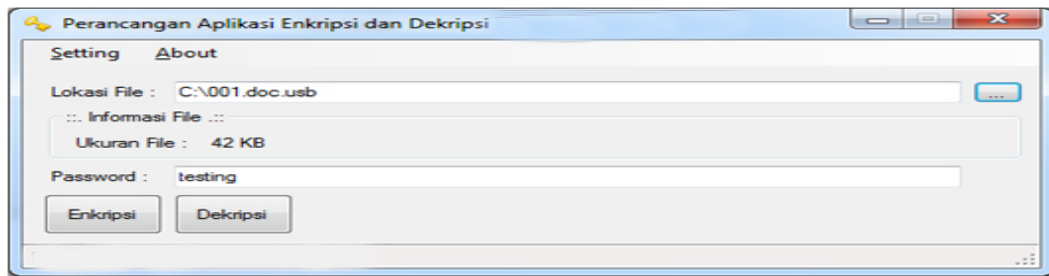 Perancangan Aplikasi Enkripsi dan Dekripsi
Setting About
Lokasi File : C:\001.doc.usb ...
.::. Informasi File .::
Ukuran File : 42 KB
Password : testing
Enkripsi Dekripsi